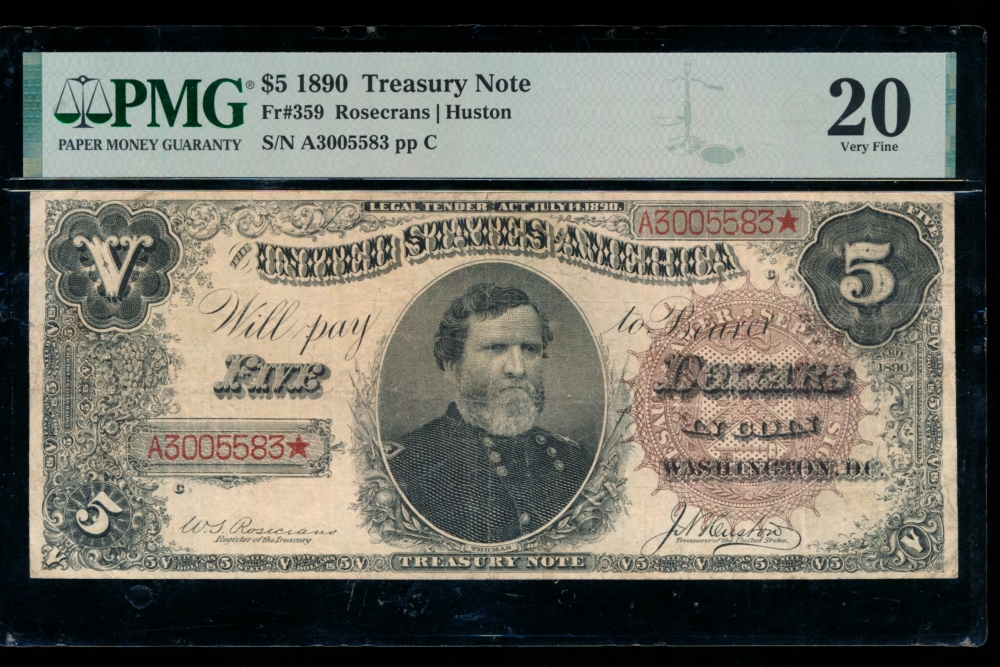 PMG®
PAPER MONEY GUARANTY
$5 1890 Treasury Note
Fr#359 Rosecrans | Huston
S/N A3005583 pp C
20
Very Fine
LEGAL TENDER ACT JULY 14, 1890.
A3005583★
FIVE
V
THE UNITED STATES OF AMERICA
5
C
Will pay to Bearer
FIVE DOLLARS
SERIES 1890
IN COIN
A3005583★
WASHINGTON, D.C.
C
5
W S Rosecrans
Register of the Treasury.
THOMAS
J N Huston
Treasurer of the United States.
V
TREASURY NOTE